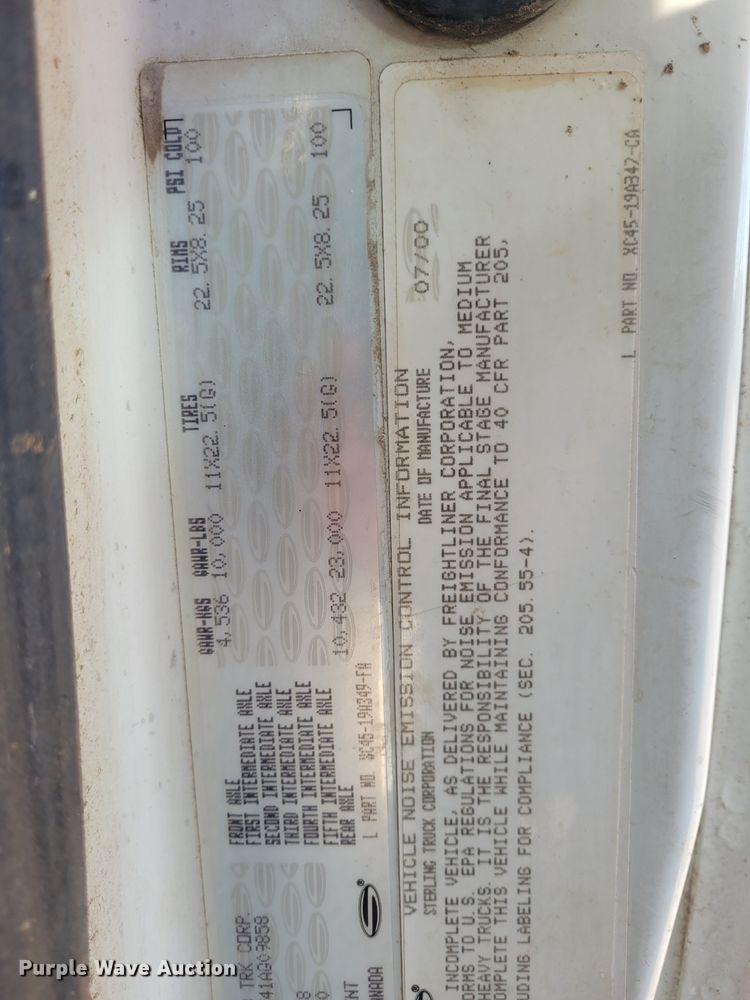 GAWR-KGS GAWR-LBS TIRES RIMS PSI COLD
FRONT AXLE 4,536 10,000 11X22.5(G) 22.5X8.25 100
FIRST INTERMEDIATE AXLE
SECOND INTERMEDIATE AXLE
THIRD INTERMEDIATE AXLE
FOURTH INTERMEDIATE AXLE
FIFTH INTERMEDIATE AXLE
REAR AXLE 10,432 23,000 11X22.5(G) 22.5X8.25 100
L PART NO. XC45-19A349-FA
TRK CORP.
41AG09858
VEHICLE NOISE EMISSION CONTROL INFORMATION
STERLING TRUCK CORPORATION DATE OF MANUFACTURE 07/00
INCOMPLETE VEHICLE, AS DELIVERED BY FREIGHTLINER CORPORATION,
ORMS TO U.S. EPA REGULATIONS FOR NOISE EMISSION APPLICABLE TO MEDIUM
HEAVY TRUCKS. IT IS THE RESPONSIBILITY OF THE FINAL STAGE MANUFACTURER
OMPLETE THIS VEHICLE WHILE MAINTAINING CONFORMANCE TO 40 CFR PART 205,
UDING LABELING FOR COMPLIANCE (SEC. 205.55-4).
L PART NO. XC45-19A347-CA
Purple Wave Auction